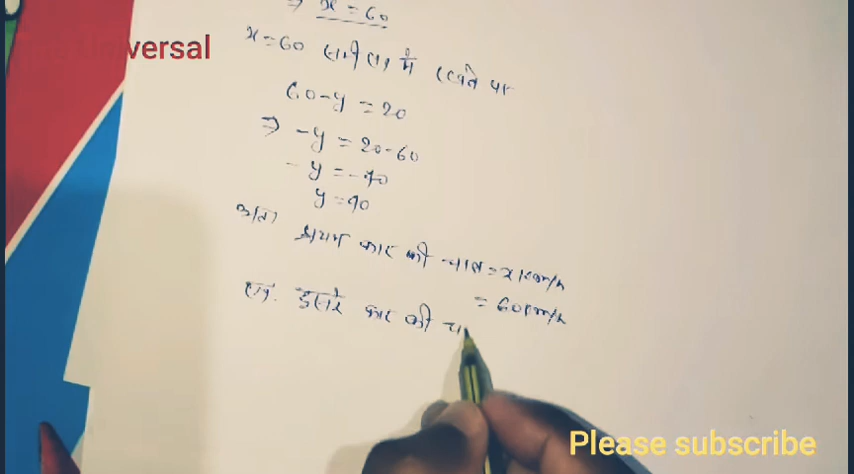 ⇒ x = 60
Universal
x = 60 समी० में रखने पर
60 - y = 20
⇒ -y = 20 - 60
- y = - 40
y = 40
अतः
प्रथम कार की चाल = x km/h
= 60 km/h
एवं दूसरे कार की चा
Please subscribe